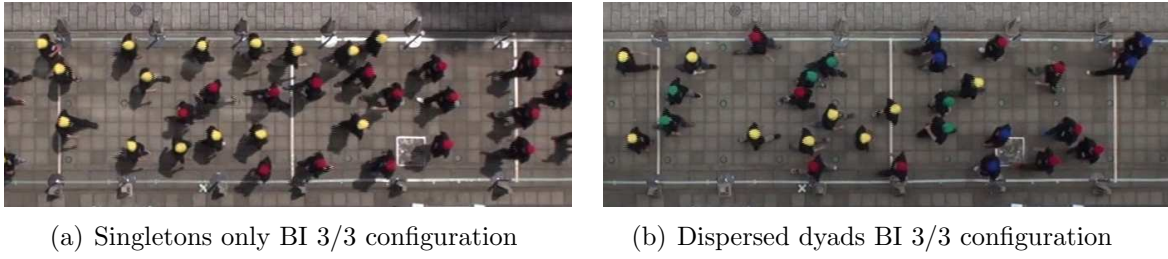 (a) Singletons only BI 3/3 configuration
(b) Dispersed dyads BI 3/3 configuration